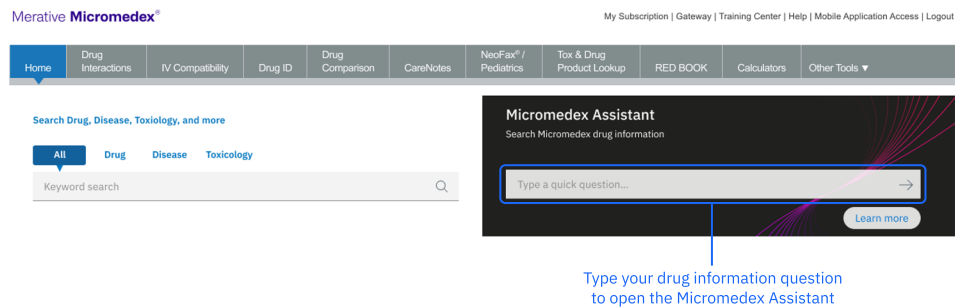 Merative Micromedex®
My Subscription | Gateway | Training Center | Help | Mobile Application Access | Logout
Home
Drug
Interactions
IV Compatibility
Drug ID
Drug
Comparison
CareNotes
NeoFax® /
Pediatrics
Tox & Drug
Product Lookup
RED BOOK
Calculators
Other Tools ▼
Search Drug, Disease, Toxiology, and more
All Drug Disease Toxicology
Keyword search
Micromedex Assistant
Search Micromedex drug information
Type a quick question...
Learn more
Type your drug information question
to open the Micromedex Assistant